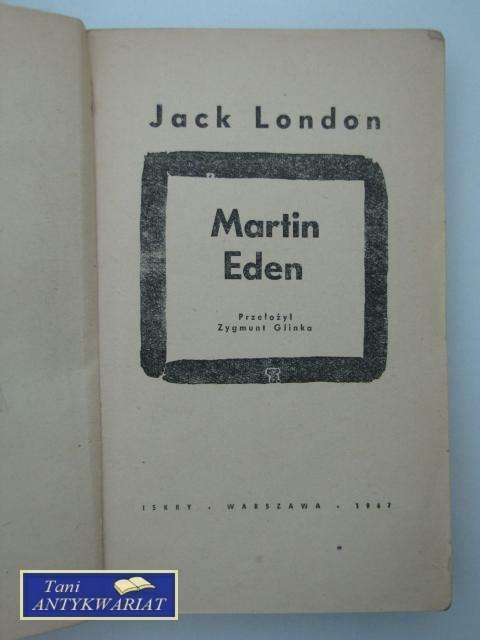 Jack London
Martin
Eden
Przełożył
Zygmunt Glinka
ISKRY • WARSZAWA • 1967
Tani
ANTYKWARIAT